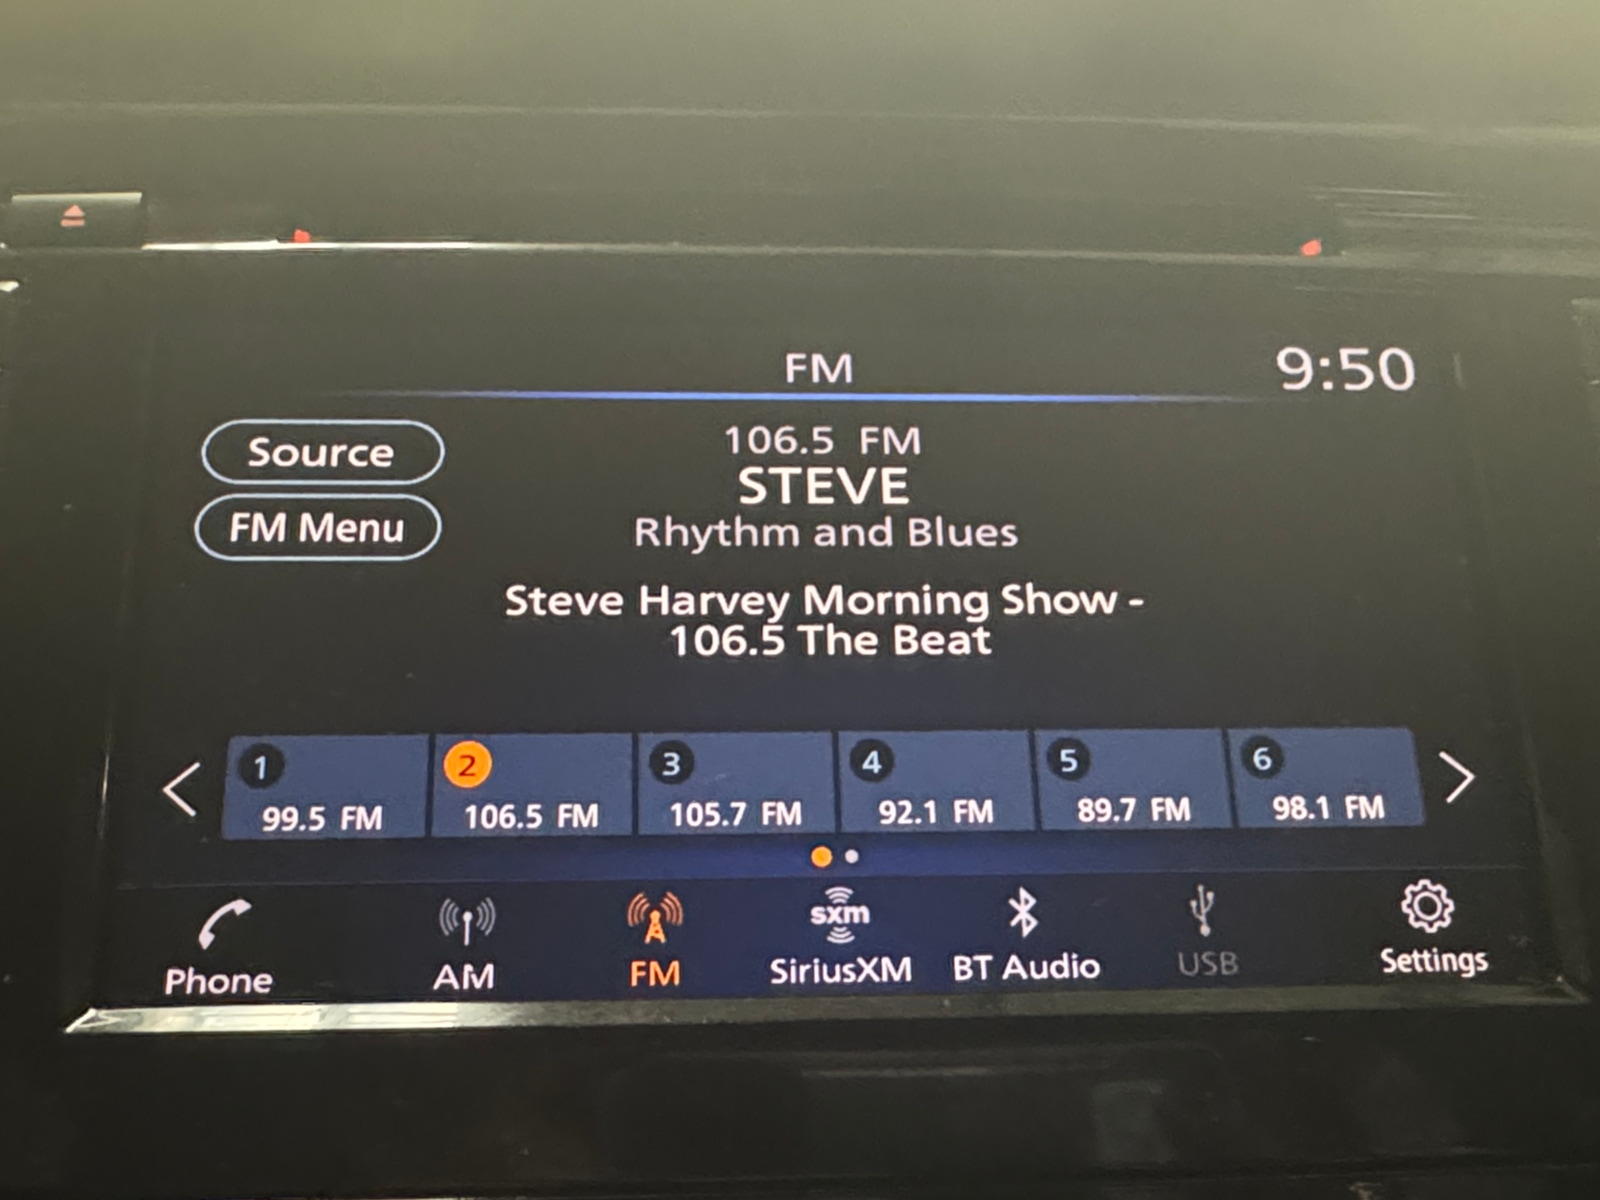 FM
9:50
Source
106.5 FM
STEVE
FM Menu
Rhythm and Blues
Steve Harvey Morning Show -
106.5 The Beat
1 2 3 4 5 6
99.5 FM 106.5 FM 105.7 FM 92.1 FM 89.7 FM 98.1 FM
sxm
Phone AM FM SiriusXM BT Audio USB Settings